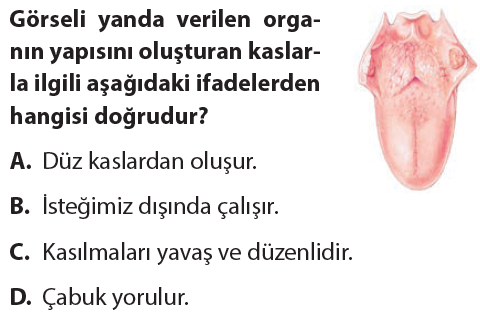 Görseli yanda verilen orga-
nın yapısını oluşturan kaslar-
la ilgili aşağıdaki ifadelerden
hangisi doğrudur?
A. Düz kaslardan oluşur.
B. İsteğimiz dışında çalışır.
C. Kasılmaları yavaş ve düzenlidir.
D. Çabuk yorulur.